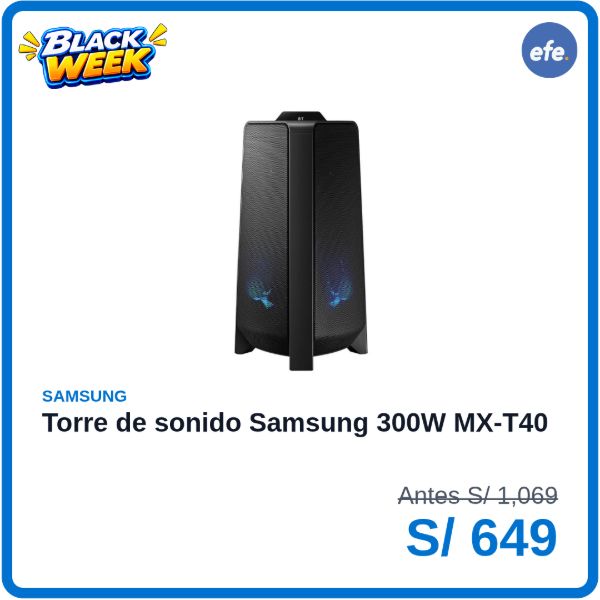 BLACK
WEEK
efe.
SAMSUNG
Torre de sonido Samsung 300W MX-T40
Antes S/ 1,069
S/ 649